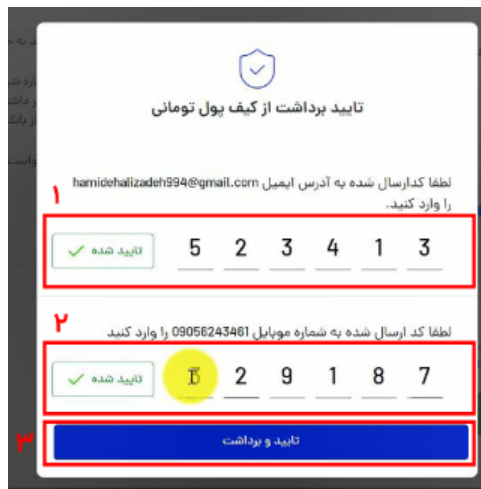 تایید برداشت از کیف پول تومانی
لطفا کدارسال شده به آدرس ایمیل hamidehalizadeh994@gmail.com
را وارد کنید.
۱
5 2 3 4 1 3
تایید شده
۲
لطفا کد ارسال شده به شماره موبایل 09056243461 را وارد کنید
2 9 1 8 7
تایید شده
۳
تایید و برداشت